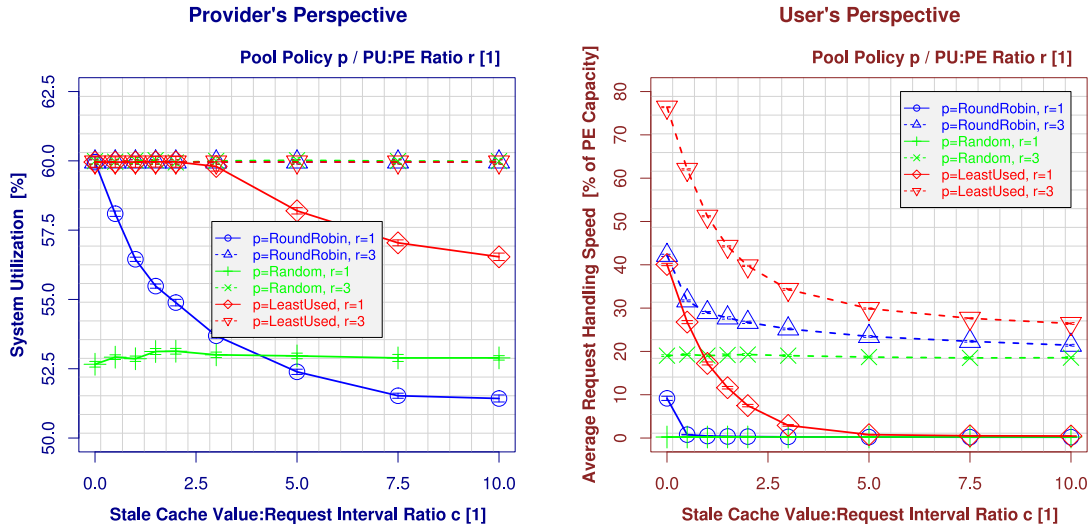 Provider's Perspective
Pool Policy p / PU:PE Ratio r [1]
System Utilization [%]
62.5
60.0
57.5
55.0
52.5
50.0
p=RoundRobin, r=1
p=RoundRobin, r=3
p=Random, r=1
p=Random, r=3
p=LeastUsed, r=1
p=LeastUsed, r=3
0.0 2.5 5.0 7.5 10.0
Stale Cache Value:Request Interval Ratio c [1]
User's Perspective
Pool Policy p / PU:PE Ratio r [1]
Average Request Handling Speed [% of PE Capacity]
80
70
60
50
40
30
20
10
0
p=RoundRobin, r=1
p=RoundRobin, r=3
p=Random, r=1
p=Random, r=3
p=LeastUsed, r=1
p=LeastUsed, r=3
0.0 2.5 5.0 7.5 10.0
Stale Cache Value:Request Interval Ratio c [1]